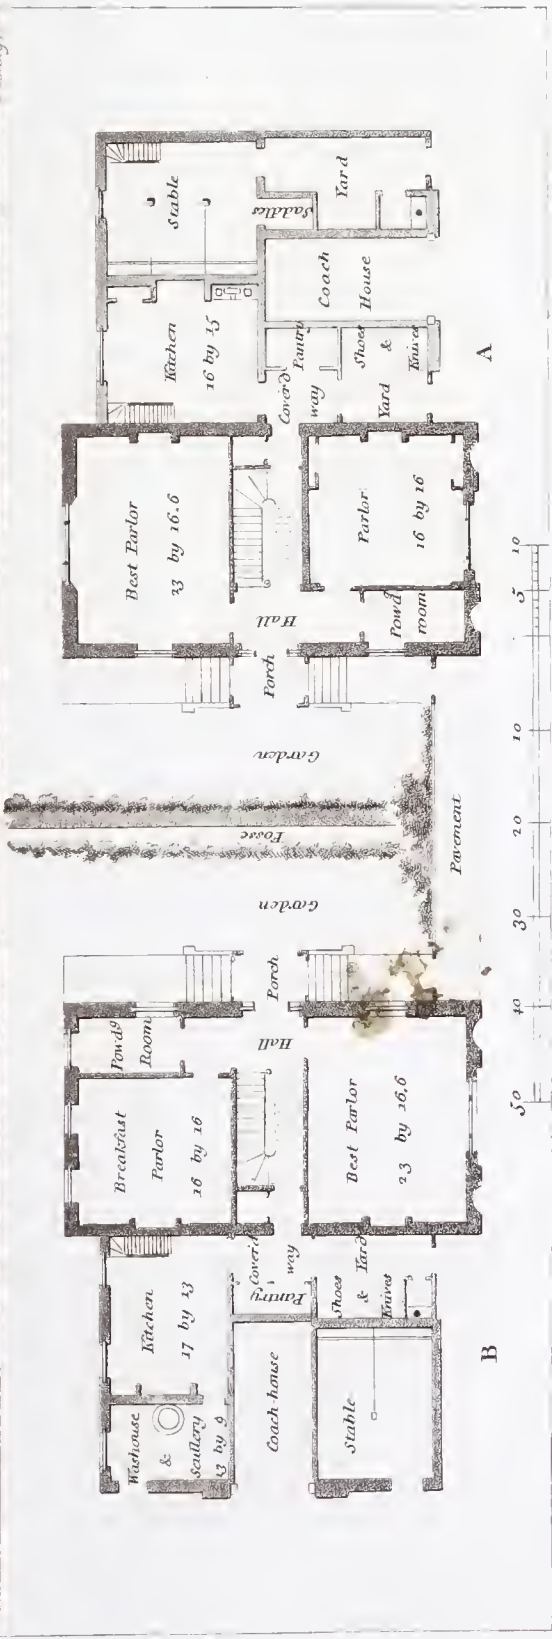 Washouse
&
Scullery
13 by 9
Kitchen
17 by 13
Breakfast
Parlor
16 by 16
Powdg
Room
Coach-house
Pantry
Coverd
way
Hall
Porch
Stable
Shoes
&
Knives
Yard
Best Parlor
23 by 16.6
B
Garden
Fosse
Garden
Pavement
Best Parlor
23 by 16.6
Kitchen
16 by 15
Stable
Porch
Hall
Coverd
way
Pantry
Saddles
Powdg
room
Parlor
16 by 16
Yard
Shoes
&
Knives
Coach
House
Yard
A
50 40 30 20 10 5 10